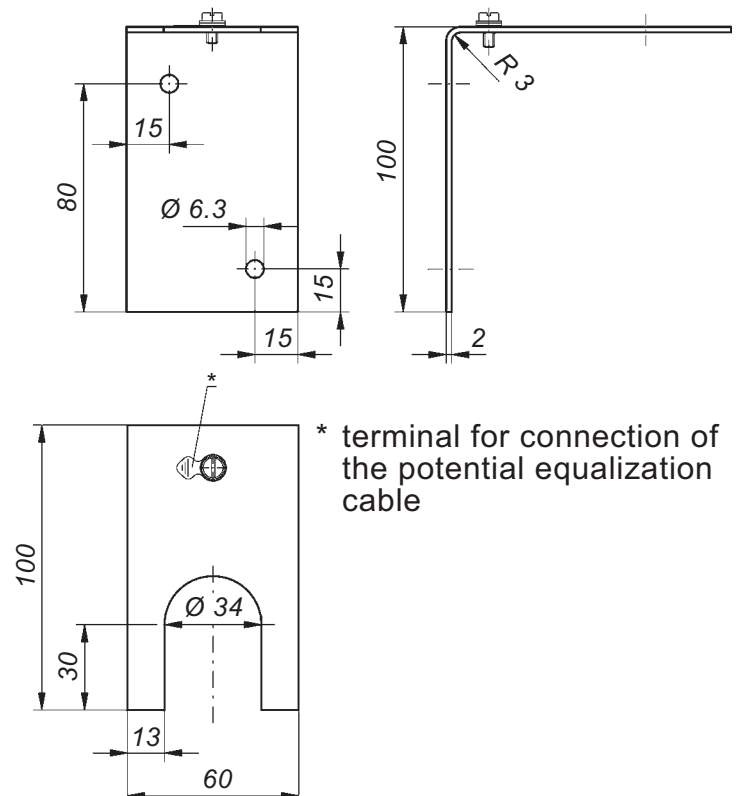 15
80
Ø 6.3
15
15
R 3
100
2
*
* terminal for connection of
the potential equalization
cable
100
Ø 34
30
13
60